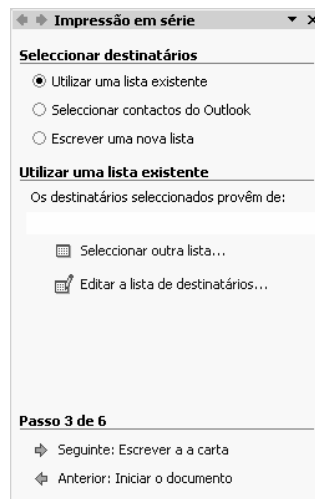 Impressão em série
Seleccionar destinatários
Utilizar uma lista existente
Seleccionar contactos do Outlook
Escrever uma nova lista
Utilizar uma lista existente
Os destinatários seleccionados provêm de:
Seleccionar outra lista...
Editar a lista de destinatários...
Passo 3 de 6
Seguinte: Escrever a a carta
Anterior: Iniciar o documento